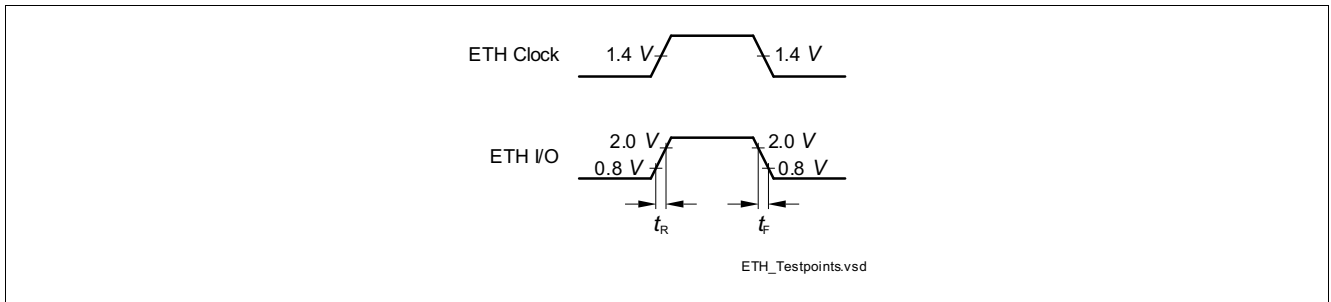 ETH Clock 1.4 V 1.4 V
2.0 V 2.0 V
ETH I/O
0.8 V 0.8 V
tR tF
ETH_Testpoints.vsd